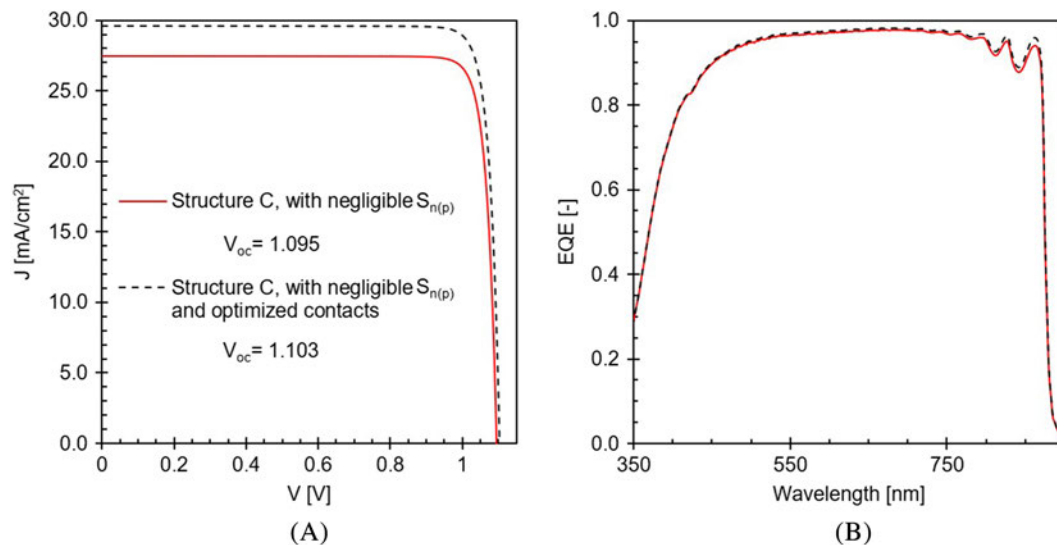 30.0
25.0
20.0
15.0
10.0
5.0
0.0
J [mA/cm²]
Structure C, with negligible Sₙ₍ₚ₎
Vₒc= 1.095
Structure C, with negligible Sₙ₍ₚ₎
and optimized contacts
Vₒc= 1.103
0 0.2 0.4 0.6 0.8 1
V [V]
(A)
1.0
0.8
0.6
0.4
0.2
0.0
EQE [-]
350 550 750
Wavelength [nm]
(B)